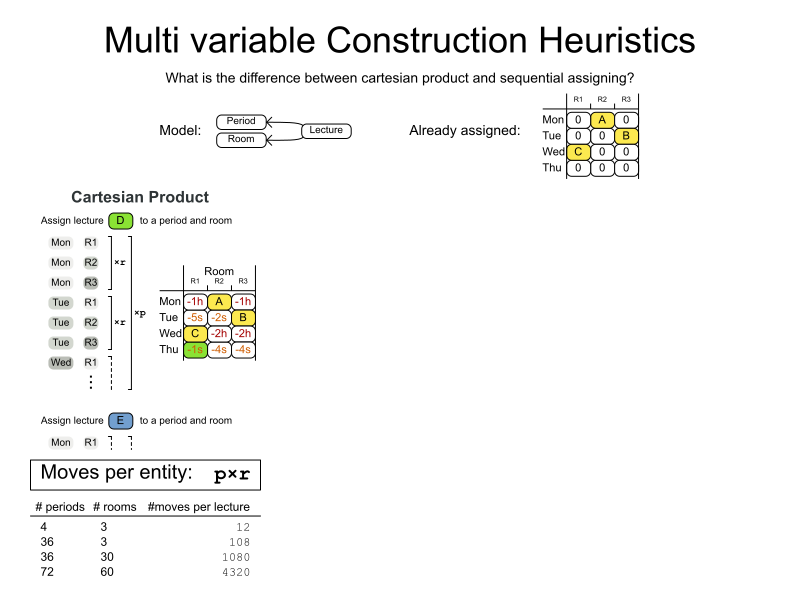 Multi variable Construction Heuristics
What is the difference between cartesian product and sequential assigning?
Model:
Period
Room
Lecture
Already assigned:
R1 R2 R3
Mon 0 A 0
Tue 0 0 B
Wed C 0 0
Thu 0 0 0
Cartesian Product
Assign lecture D to a period and room
Mon R1
Mon R2 ×r
Mon R3
Tue R1
Tue R2 ×r
Tue R3
Wed R1
⋮
×p
Room
R1 R2 R3
Mon -1h A -1h
Tue -5s -2s B
Wed C -2h -2h
Thu -1s -4s -4s
Assign lecture E to a period and room
Mon R1
Moves per entity: p×r
# periods # rooms #moves per lecture
4 3 12
36 3 108
36 30 1080
72 60 4320